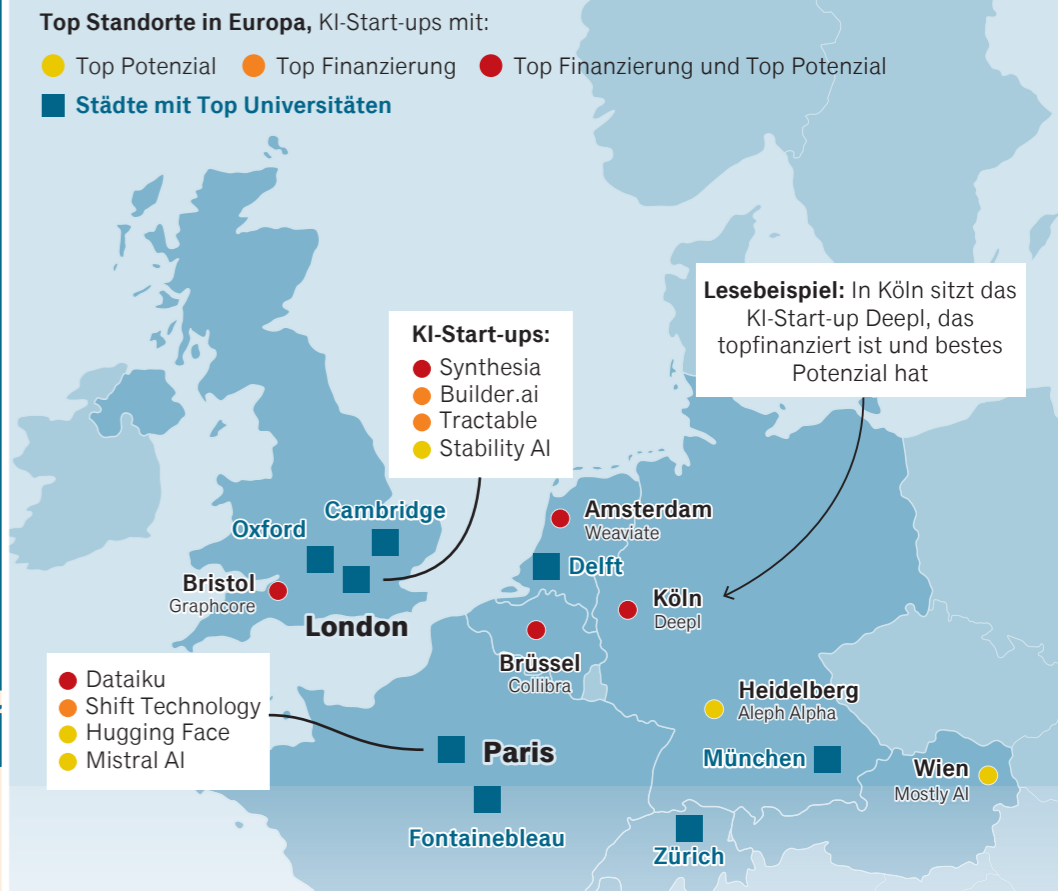 Top Standorte in Europa, KI-Start-ups mit:
Top Potenzial Top Finanzierung Top Finanzierung und Top Potenzial
Städte mit Top Universitäten
Lesebeispiel: In Köln sitzt das
KI-Start-up Deepl, das
topfinanziert ist und bestes
Potenzial hat
KI-Start-ups:
Synthesia
Builder.ai
Tractable
Stability AI
Cambridge
Oxford
Bristol
Graphcore
London
Amsterdam
Weaviate
Delft
Köln
Deepl
Brüssel
Collibra
Dataiku
Shift Technology
Hugging Face
Mistral AI
Paris
Fontainebleau
Heidelberg
Aleph Alpha
München
Wien
Mostly AI
Zürich